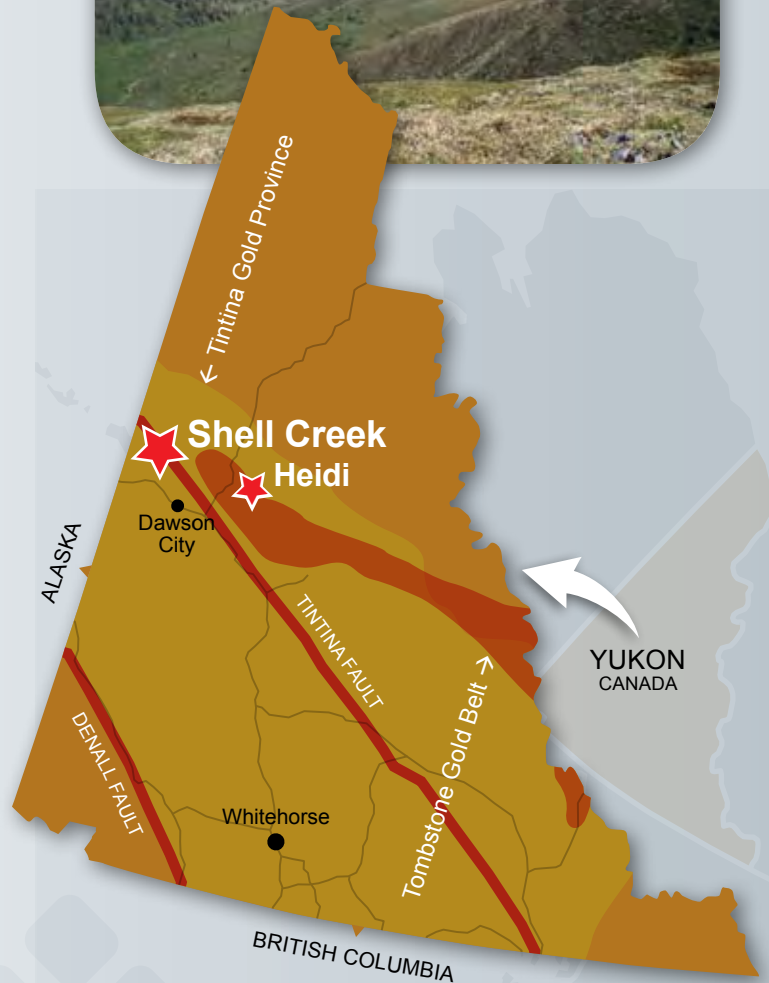 ← Tintina Gold Province
Shell Creek
Heidi
Dawson
City
ALASKA
TINTINA FAULT
YUKON
CANADA
DENALL FAULT
Tombstone Gold Belt →
Whitehorse
BRITISH COLUMBIA